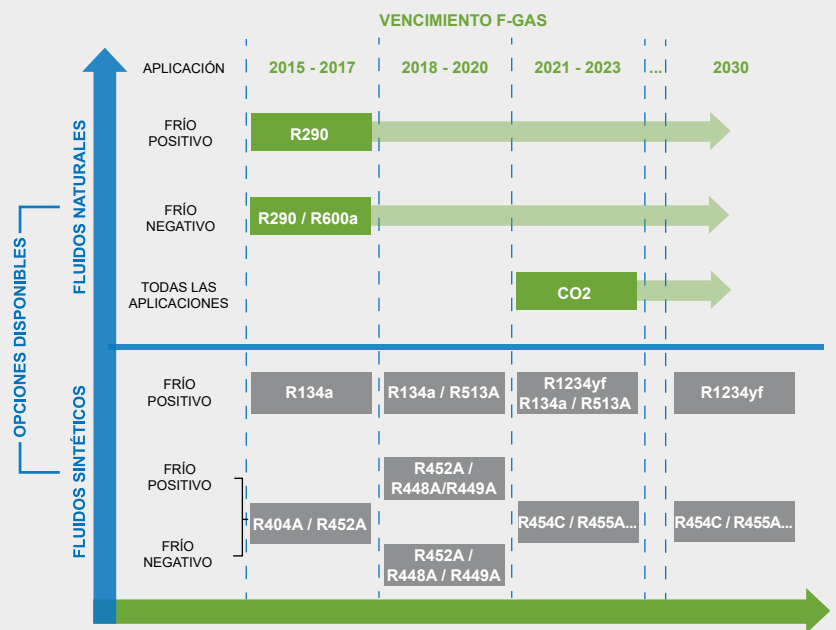 VENCIMIENTO F-GAS
APLICACIÓN
2015 - 2017
2018 - 2020
2021 - 2023
...
2030
OPCIONES DISPONIBLES
FLUIDOS NATURALES
FRÍO
POSITIVO
R290
FRÍO
NEGATIVO
R290 / R600a
TODAS LAS
APLICACIONES
CO2
FLUIDOS SINTÉTICOS
FRÍO
POSITIVO
R134a
R134a / R513A
R1234yf
R134a / R513A
R1234yf
FRÍO
POSITIVO
R452A /
R448A/R449A
R404A / R452A
R454C / R455A...
R454C / R455A...
FRÍO
NEGATIVO
R452A /
R448A / R449A